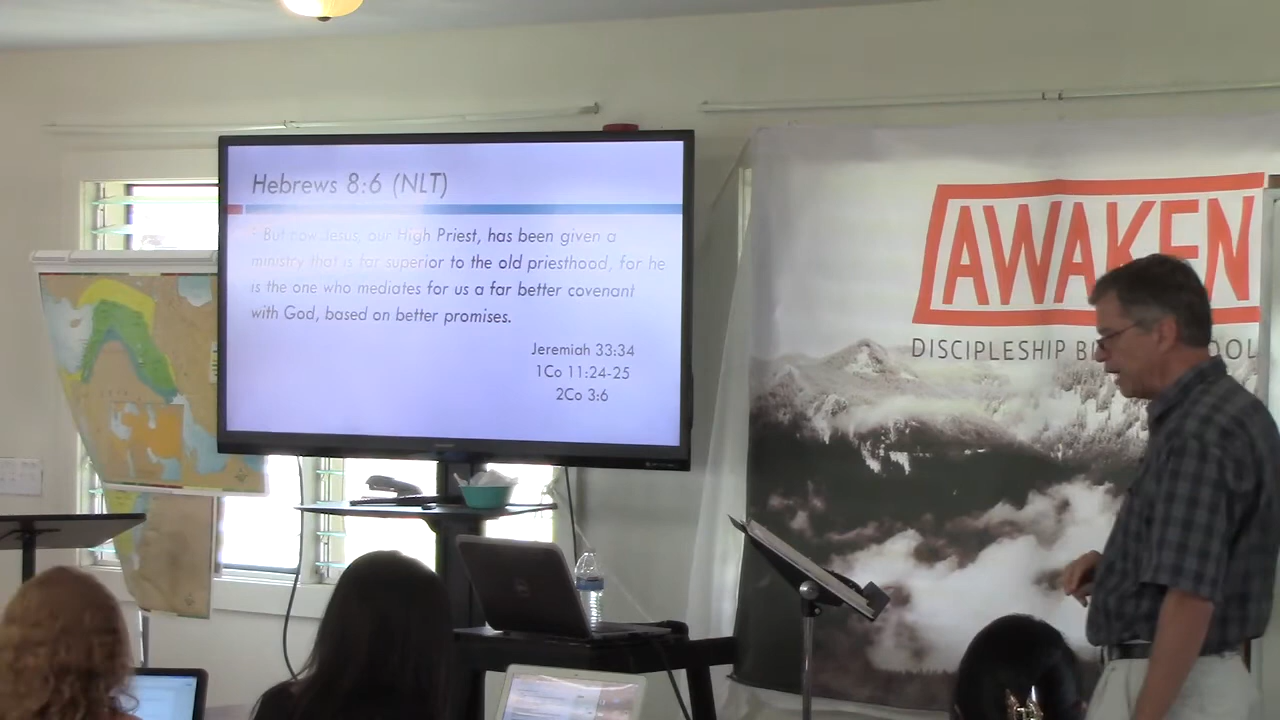 Hebrews 8:6 (NLT)
But now Jesus, our High Priest, has been given a
ministry that is far superior to the old priesthood, for he
is the one who mediates for us a far better covenant
with God, based on better promises.
Jeremiah 33:34
1Co 11:24-25
2Co 3:6
AWAKEN
DISCIPLESHIP